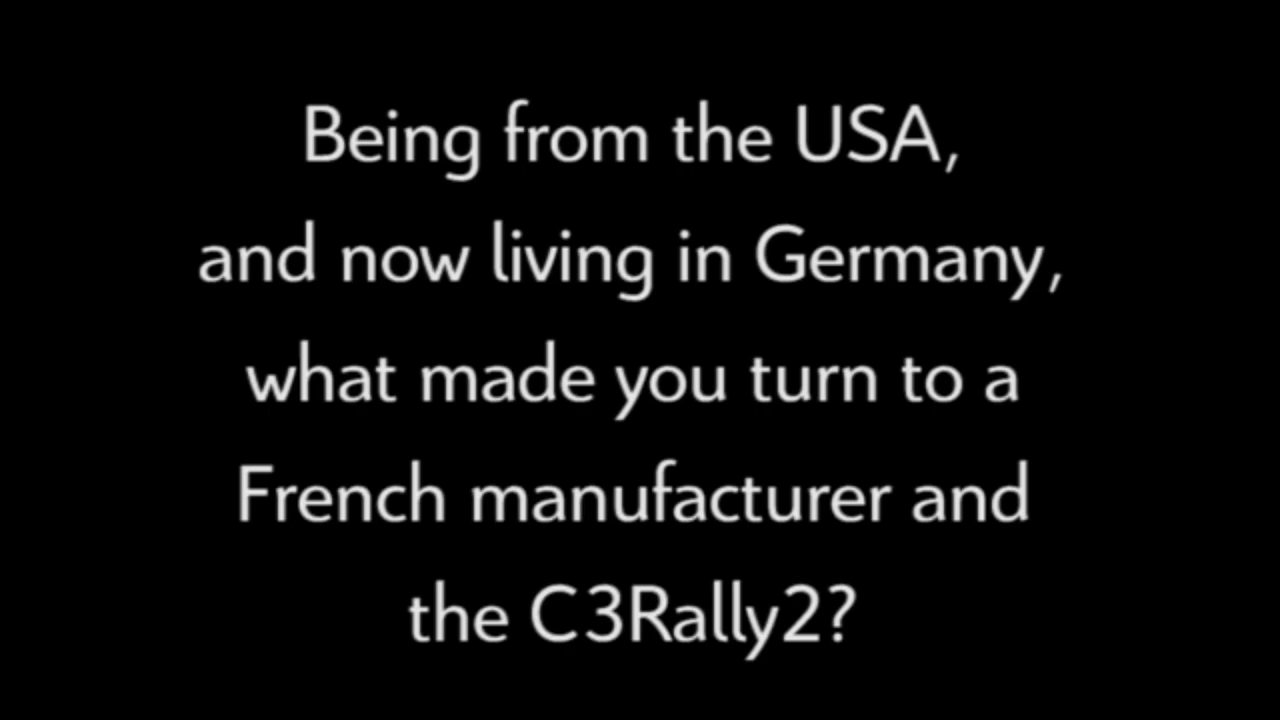 Being from the USA,
and now living in Germany,
what made you turn to a
French manufacturer and
the C3Rally2?